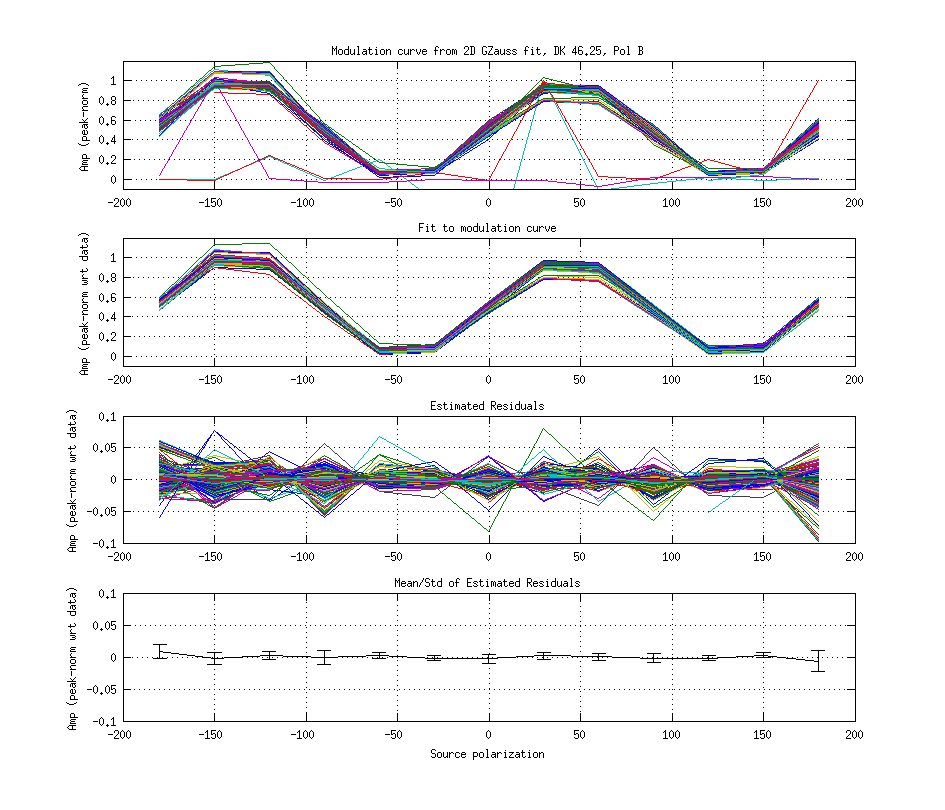 Modulation curve from 2D GZauss fit, DK 46.25, Pol B
Amp (peak-norm)
1
0.8
0.6
0.4
0.2
0
-200 -150 -100 -50 0 50 100 150 200
Fit to modulation curve
Amp (peak-norm wrt data)
1
0.8
0.6
0.4
0.2
0
-200 -150 -100 -50 0 50 100 150 200
Estimated Residuals
Amp (peak-norm wrt data)
0.1
0.05
0
-0.05
-0.1
-200 -150 -100 -50 0 50 100 150 200
Mean/Std of Estimated Residuals
Amp (peak-norm wrt data)
0.1
0.05
0
-0.05
-0.1
-200 -150 -100 -50 0 50 100 150 200
Source polarization